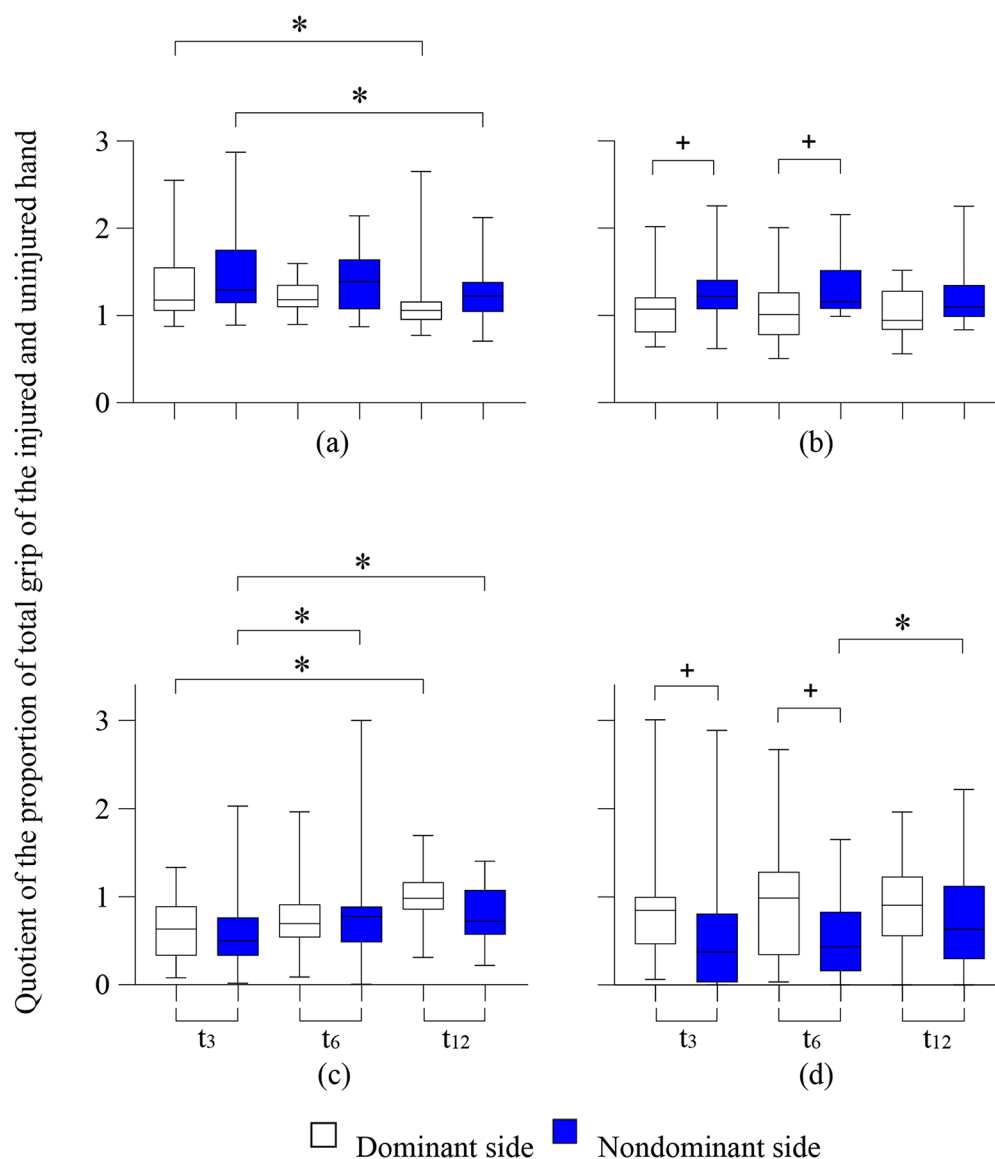 Quotient of the proportion of total grip of the injured and uninjured hand
*
*
3
2
1
0
(a)
+
+
(b)
*
*
*
3
2
1
0
t3
t6
t12
(c)
*
+
+
t3
t6
t12
(d)
Dominant side
Nondominant side